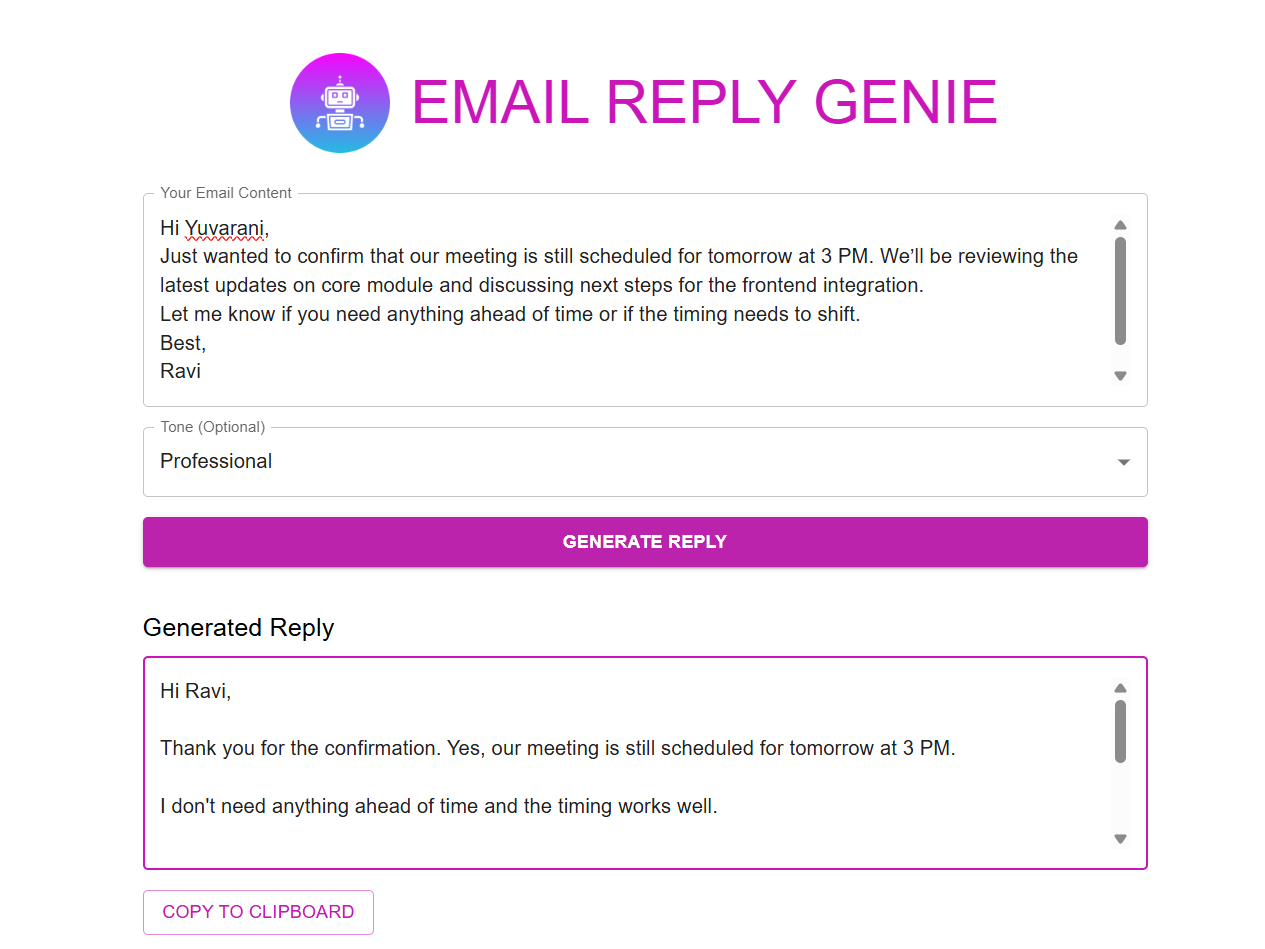 EMAIL REPLY GENIE
Your Email Content
Hi Yuvarani,
Just wanted to confirm that our meeting is still scheduled for tomorrow at 3 PM. We’ll be reviewing the
latest updates on core module and discussing next steps for the frontend integration.
Let me know if you need anything ahead of time or if the timing needs to shift.
Best,
Ravi
Tone (Optional)
Professional
GENERATE REPLY
Generated Reply
Hi Ravi,
Thank you for the confirmation. Yes, our meeting is still scheduled for tomorrow at 3 PM.
I don't need anything ahead of time and the timing works well.
COPY TO CLIPBOARD